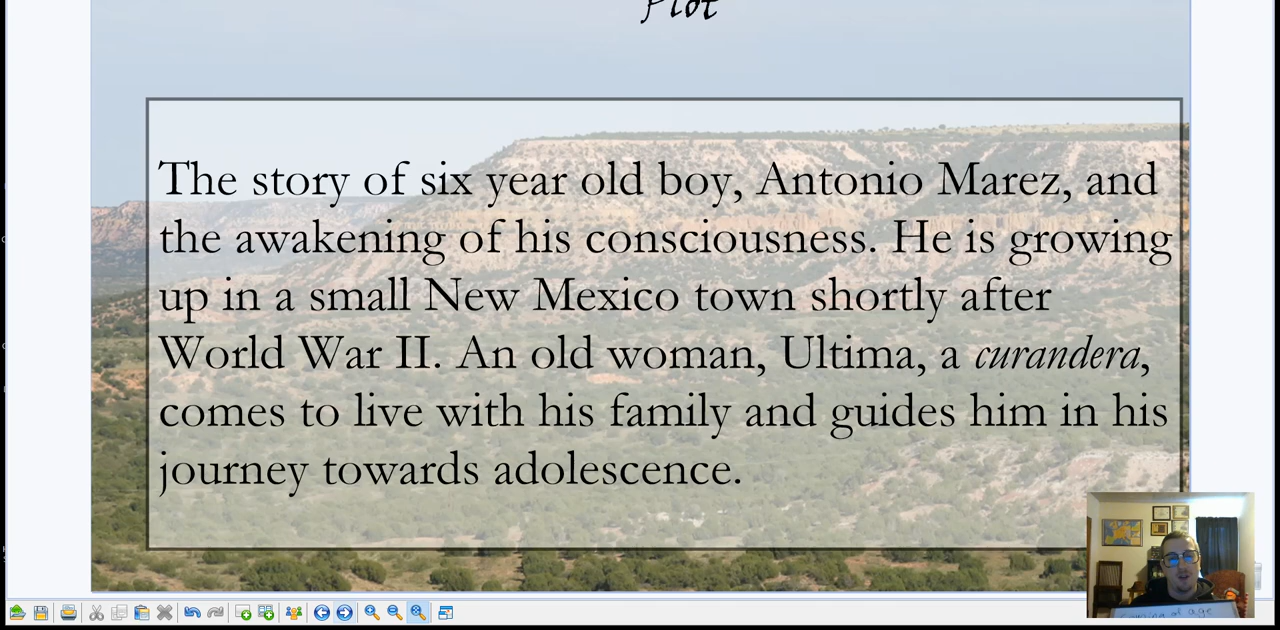 Plot
The story of six year old boy, Antonio Marez, and
the awakening of his consciousness. He is growing
up in a small New Mexico town shortly after
World War II. An old woman, Ultima, a curandera,
comes to live with his family and guides him in his
journey towards adolescence.
of age